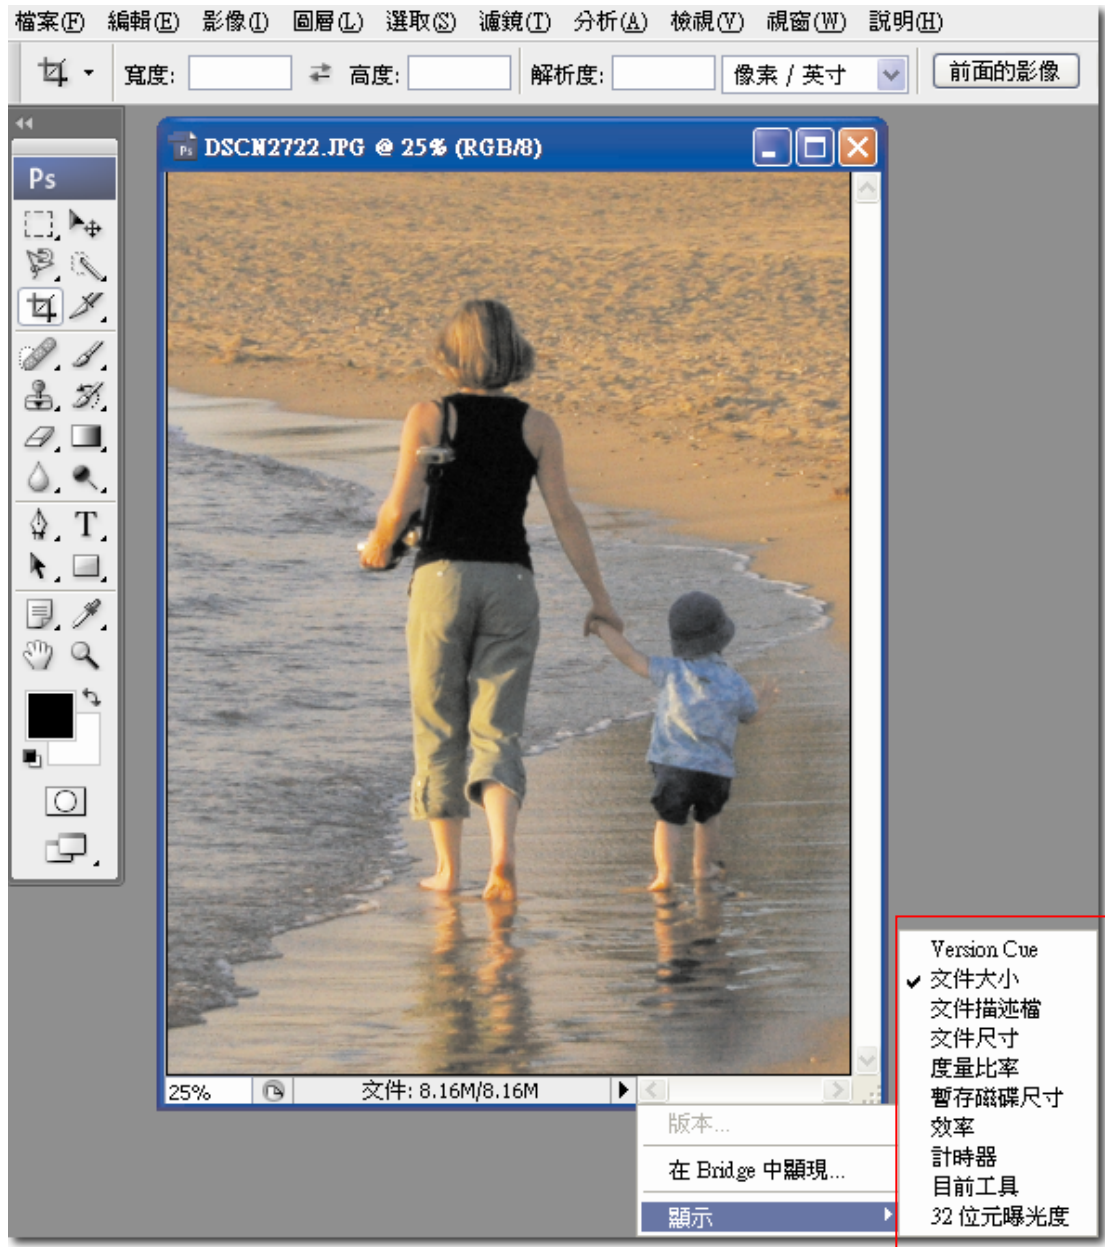 檔案(F) 編輯(E) 影像(I) 圖層(L) 選取(S) 濾鏡(T) 分析(A) 檢視(V) 視窗(W) 說明(H)
寬度: 高度: 解析度: 像素 / 英寸 前面的影像
Ps
DSCN2722.JPG @ 25% (RGB/8)
T
25% 文件: 8.16M/8.16M
版本...
在 Bridge 中顯現...
顯示
Version Cue
文件大小
文件描述檔
文件尺寸
度量比率
暫存磁碟尺寸
效率
計時器
目前工具
32 位元曝光度